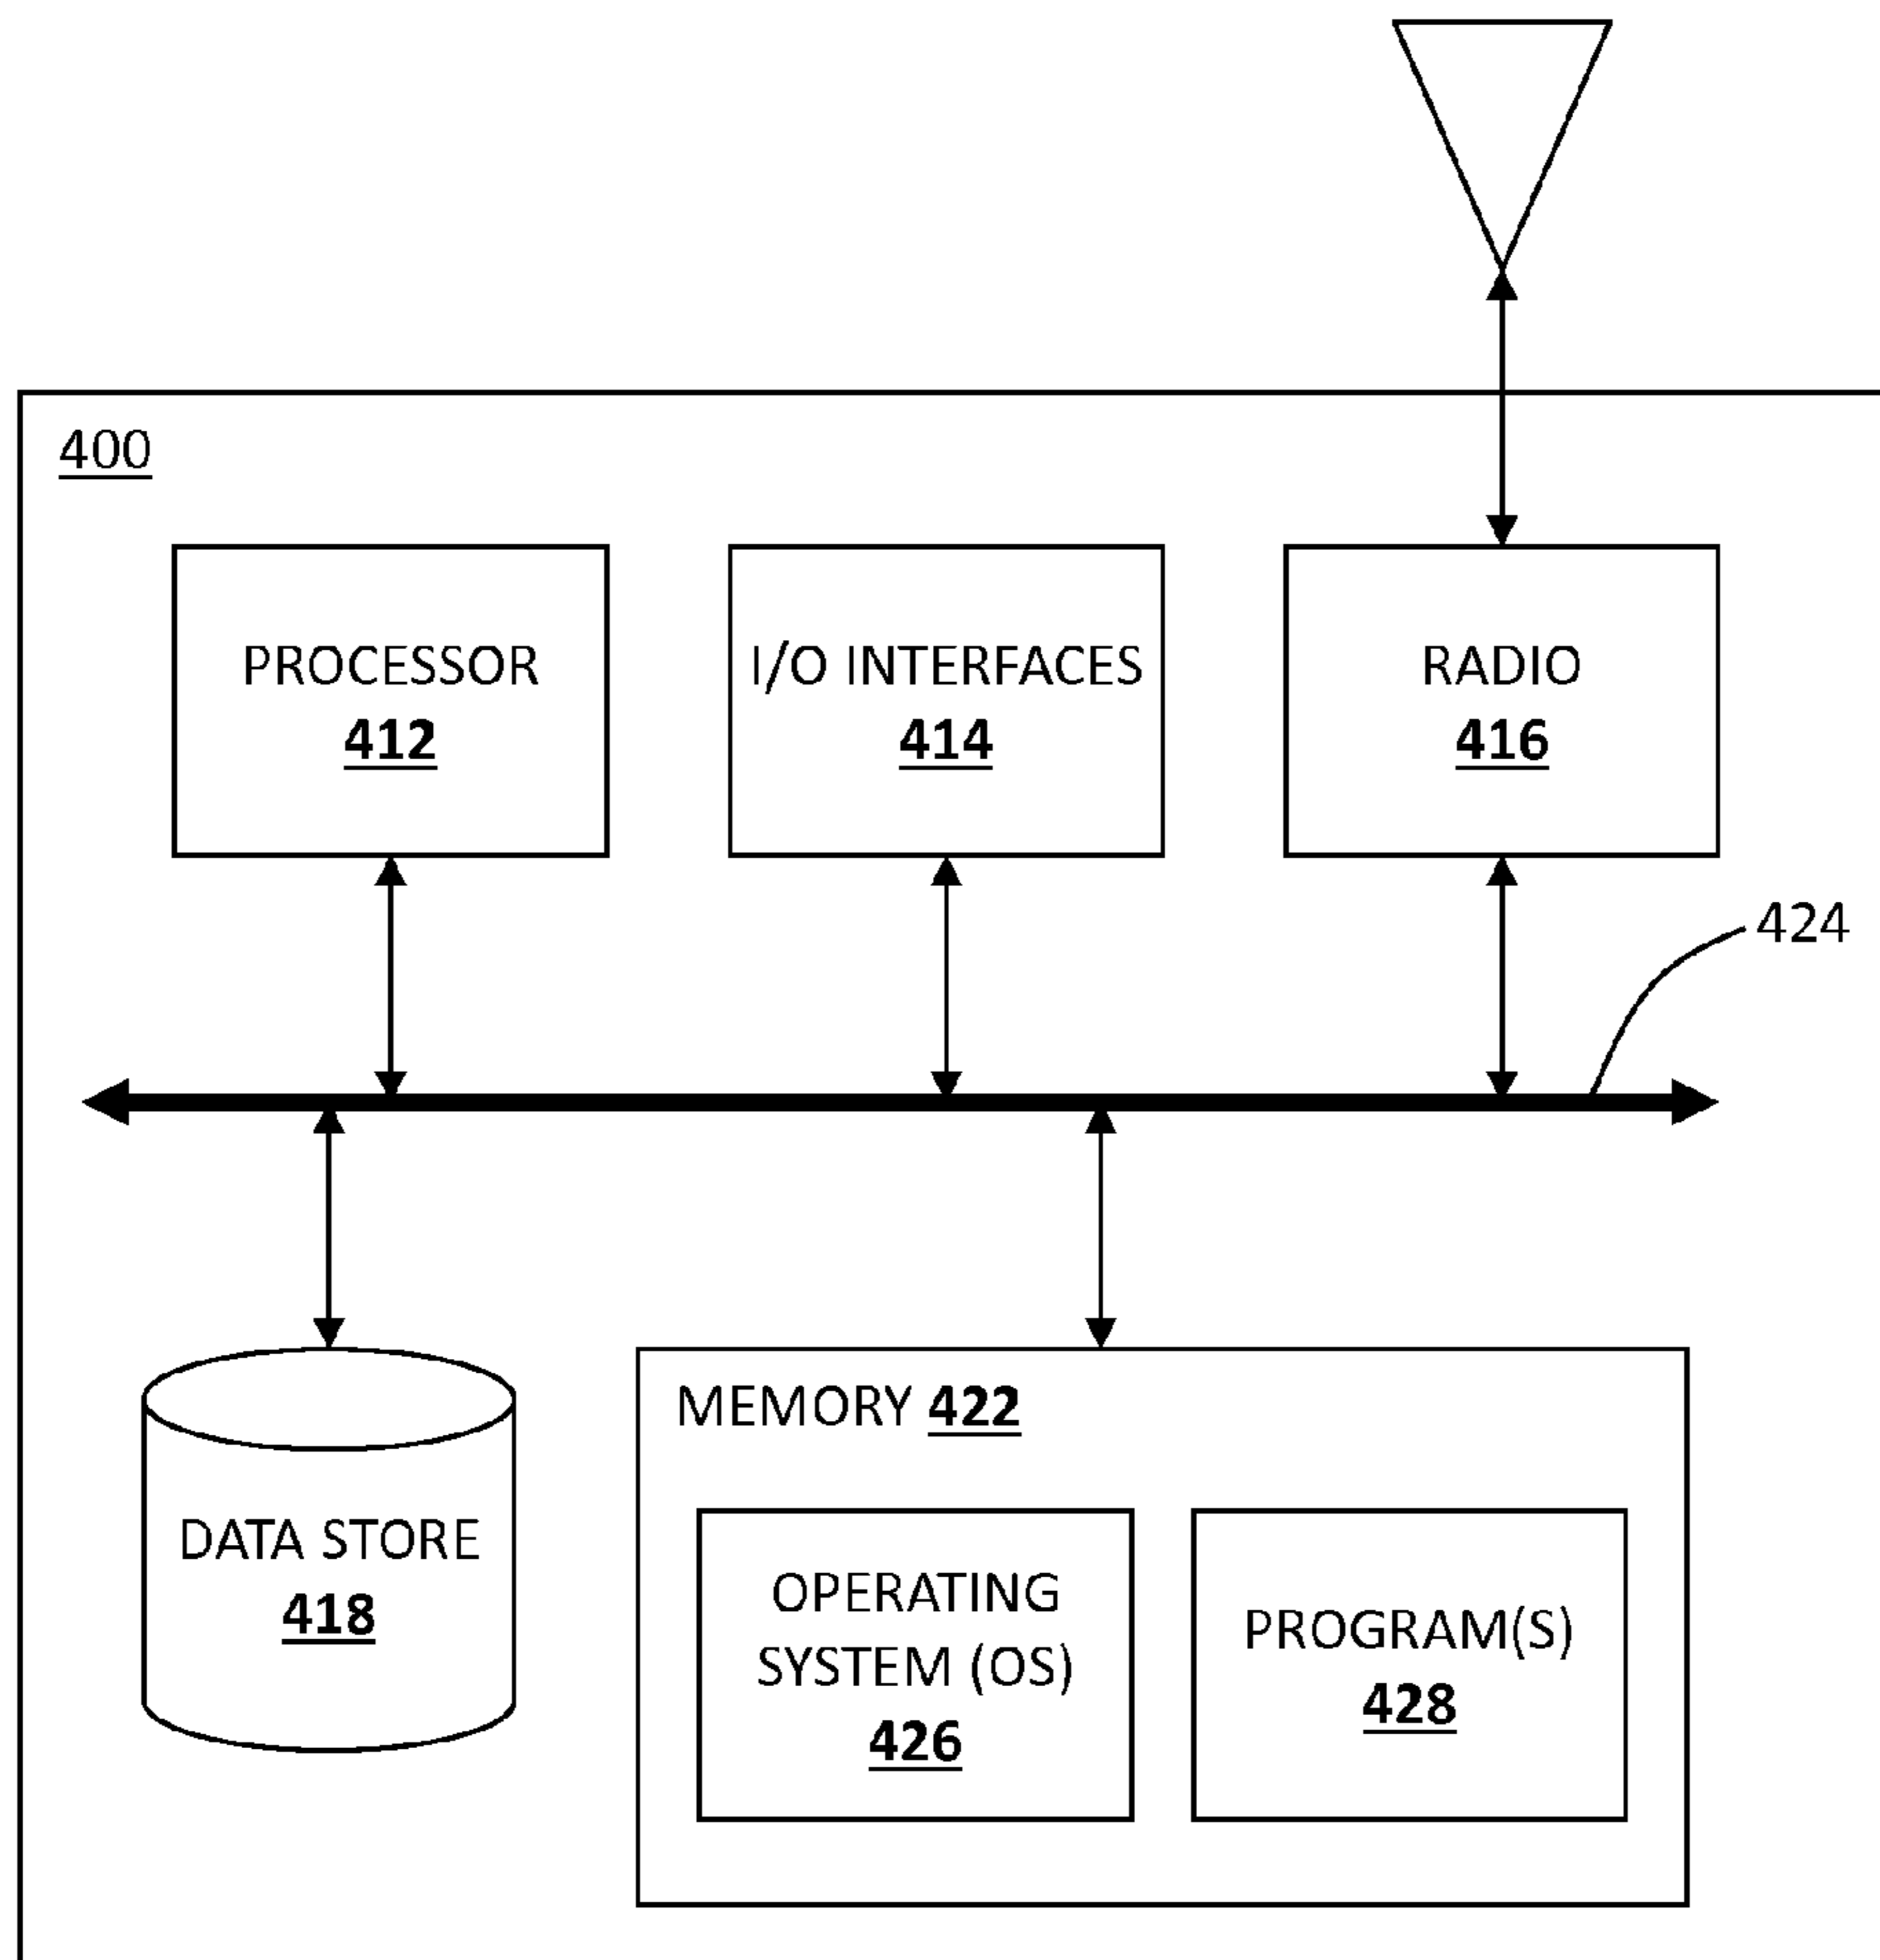 400
PROCESSOR
412
I/O INTERFACES
414
RADIO
416
424
DATA STORE
418
MEMORY 422
OPERATING
SYSTEM (OS)
426
PROGRAM(S)
428